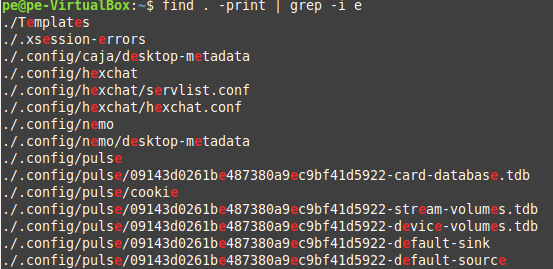 pe@pe-VirtualBox:~$ find . -print | grep -i e
./Templates
./.xsession-errors
./.config/caja/desktop-metadata
./.config/hexchat
./.config/hexchat/servlist.conf
./.config/hexchat/hexchat.conf
./.config/nemo
./.config/nemo/desktop-metadata
./.config/pulse
./.config/pulse/09143d0261be487380a9ec9bf41d5922-card-database.tdb
./.config/pulse/cookie
./.config/pulse/09143d0261be487380a9ec9bf41d5922-stream-volumes.tdb
./.config/pulse/09143d0261be487380a9ec9bf41d5922-device-volumes.tdb
./.config/pulse/09143d0261be487380a9ec9bf41d5922-default-sink
./.config/pulse/09143d0261be487380a9ec9bf41d5922-default-source